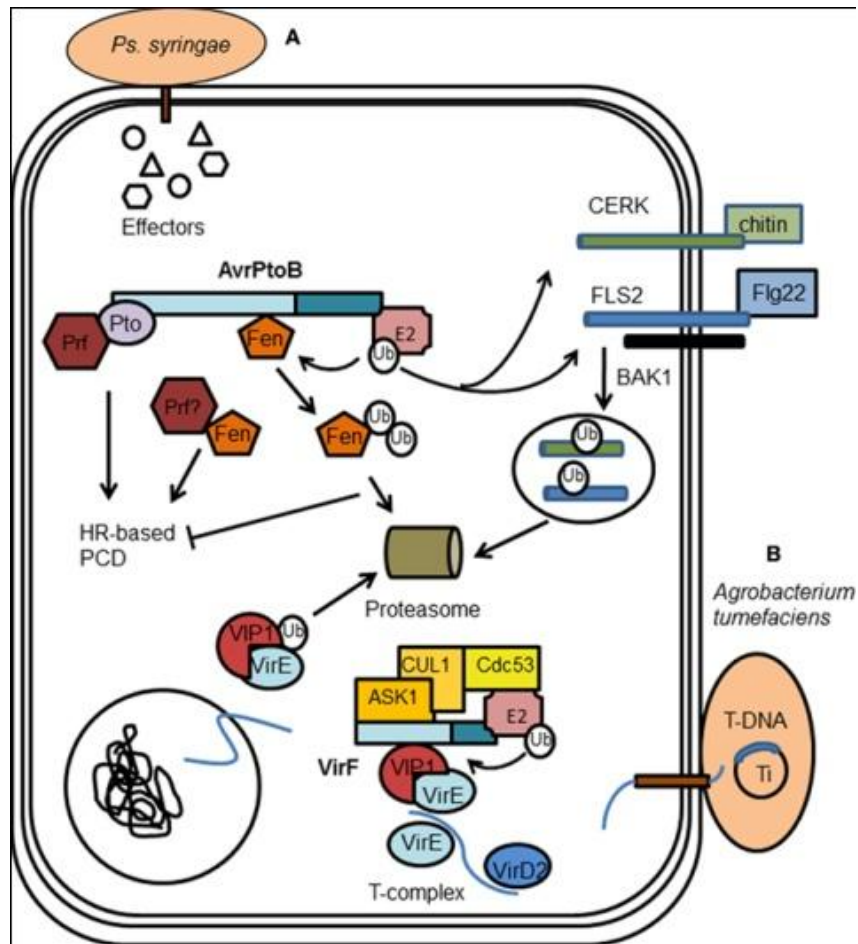 Ps. syringae
A
Effectors
CERK
chitin
AvrPtoB
FLS2
Flg22
Prf
Pto
Fen
E2
Ub
BAK1
Prf?
Fen
Fen
Ub
Ub
Ub
Ub
HR-based
PCD
Proteasome
B
Agrobacterium
tumefaciens
VIP1
Ub
VirE
CUL1
Cdc53
ASK1
E2
Ub
VirF
VIP1
VirE
T-DNA
Ti
VirE
VirD2
T-complex